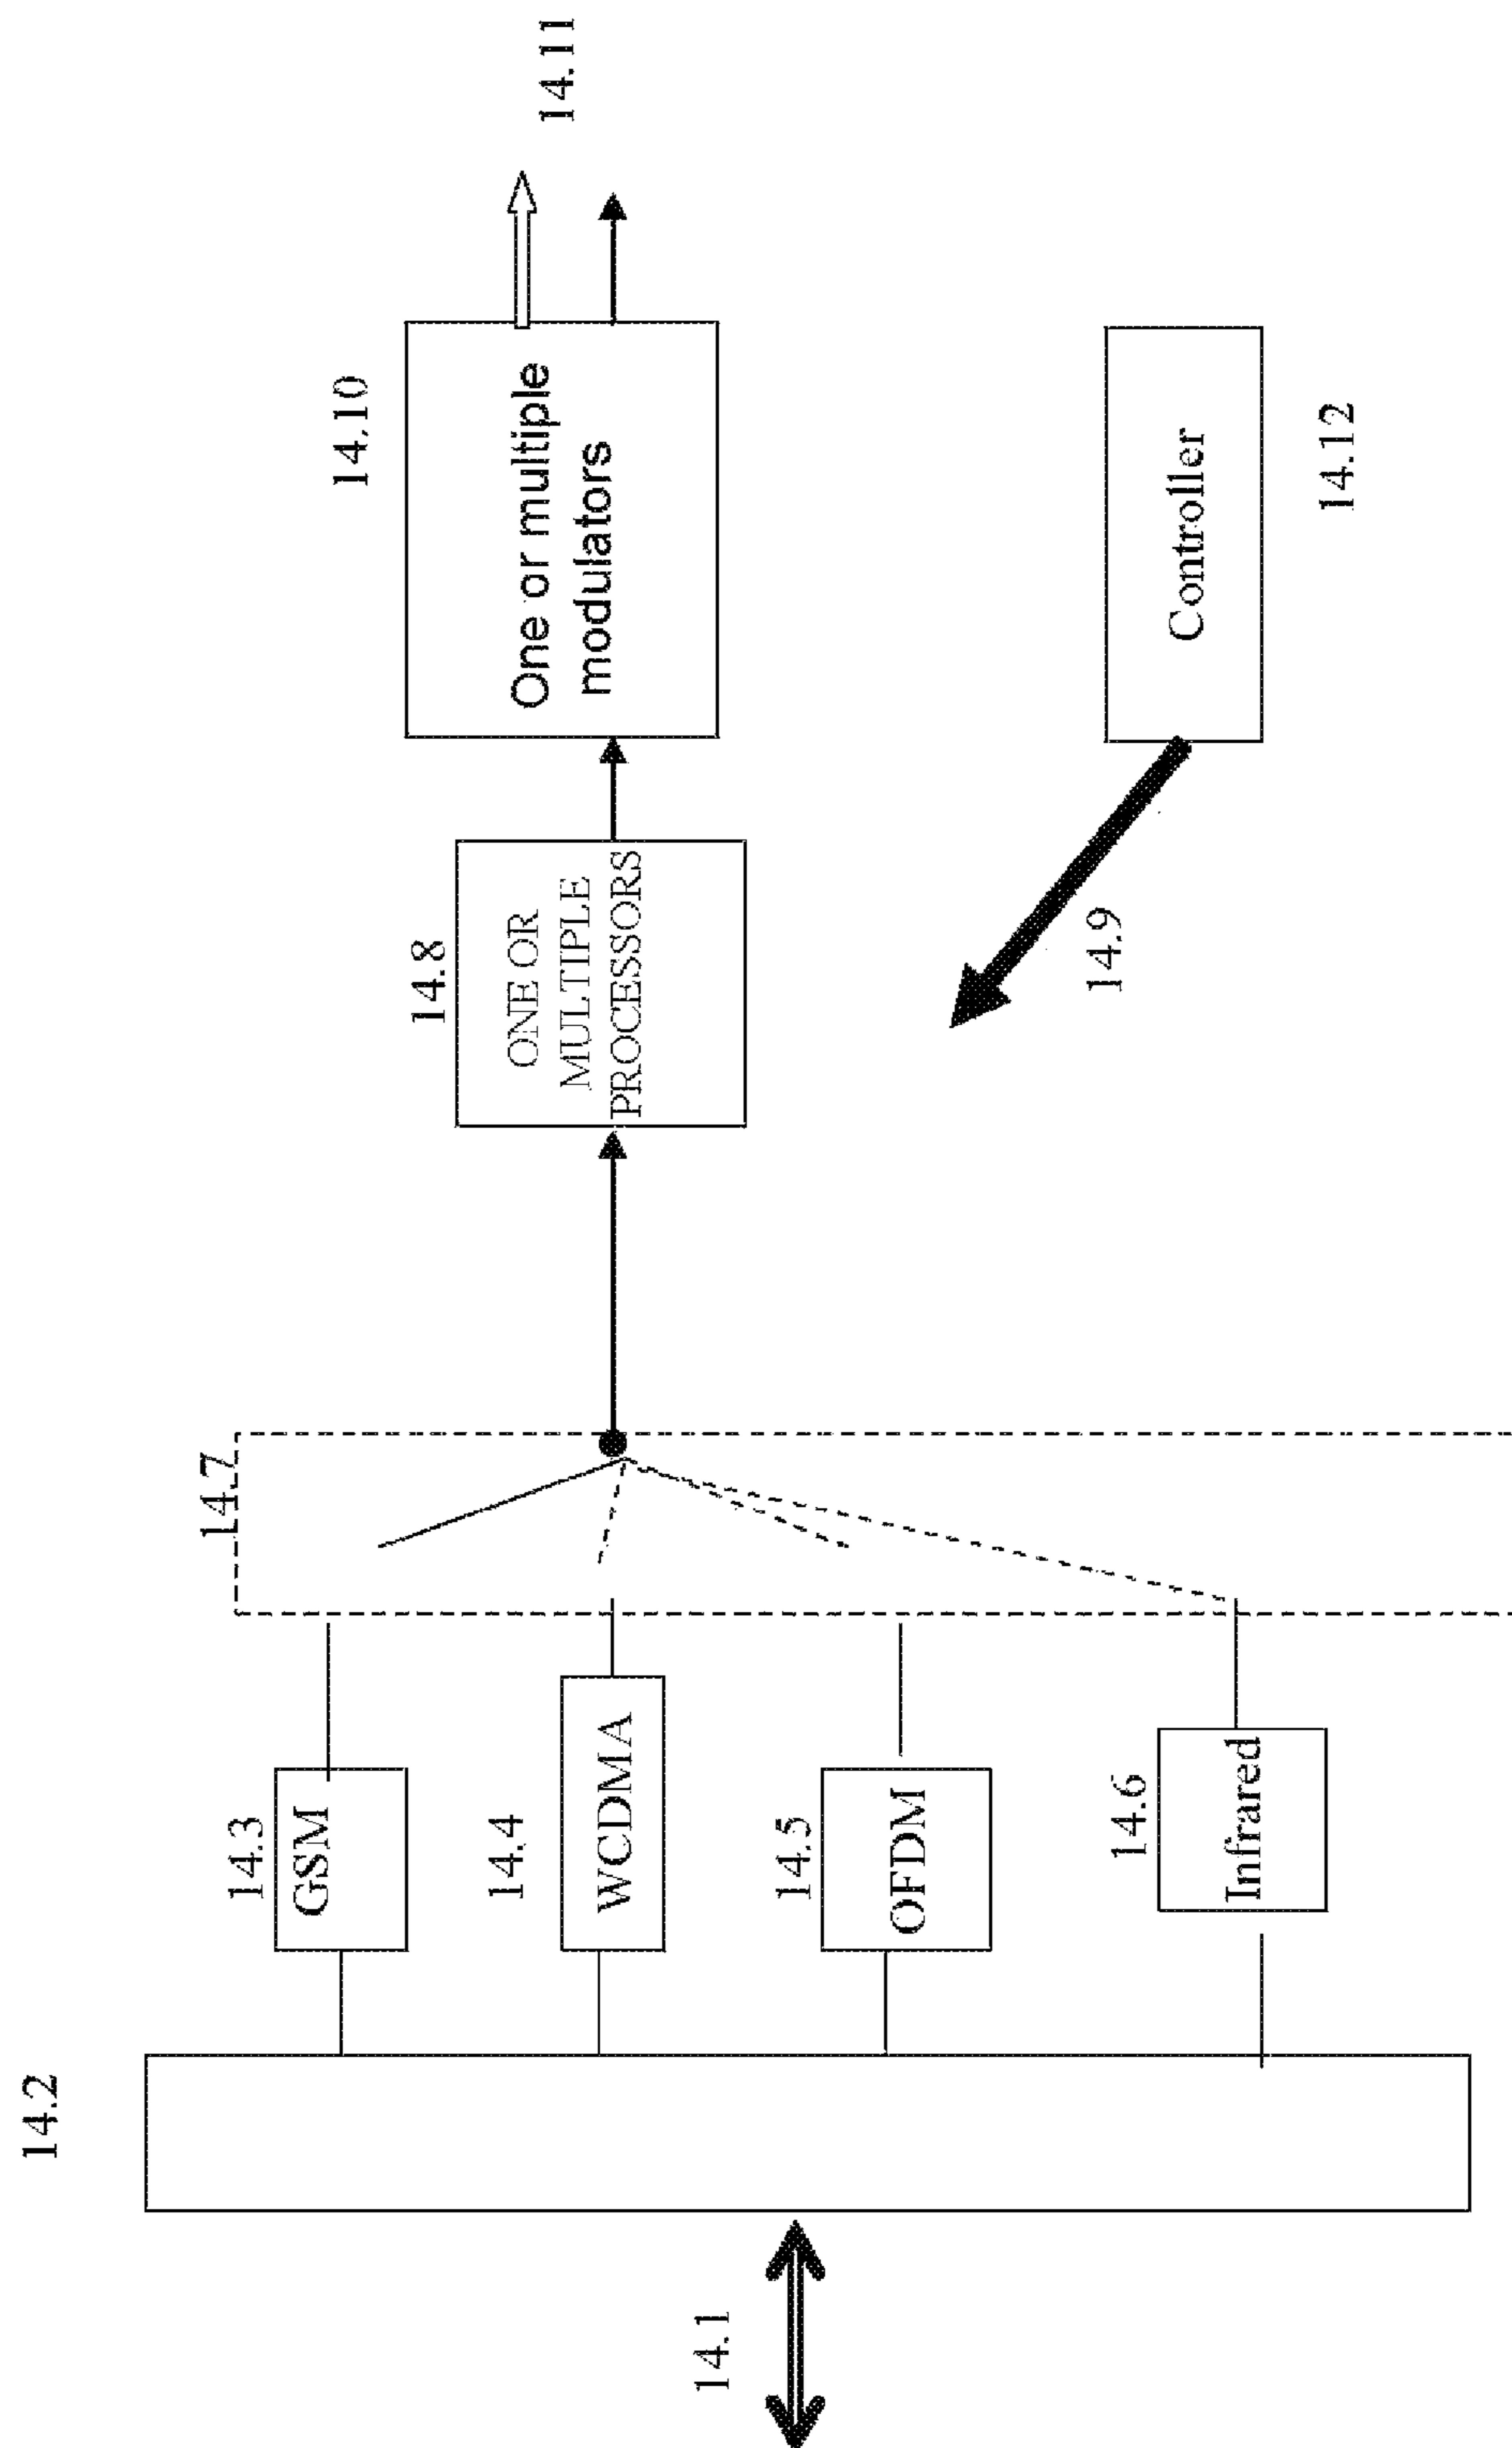 14.1
14.2
14.3
GSM
14.4
WCDMA
14.5
OFDM
14.6
Infrared
14.7
14.8
ONE OR
MULTIPLE
PROCESSORS
14.9
14.10
One or multiple
modulators
14.11
Controller
14.12